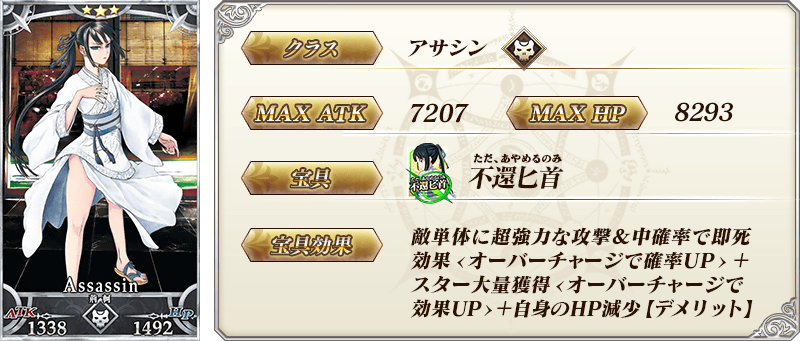 Assassin
荊軻
ATK
HP
1338
1492
クラス
アサシン
MAX ATK
7207
MAX HP
8293
宝具
不還匕首
ただ、あやめるのみ
不還匕首
宝具効果
敵単体に超強力な攻撃&中確率で即死
効果<オーバーチャージで確率UP>+
スター大量獲得<オーバーチャージで
効果UP>+自身のHP減少【デメリット】